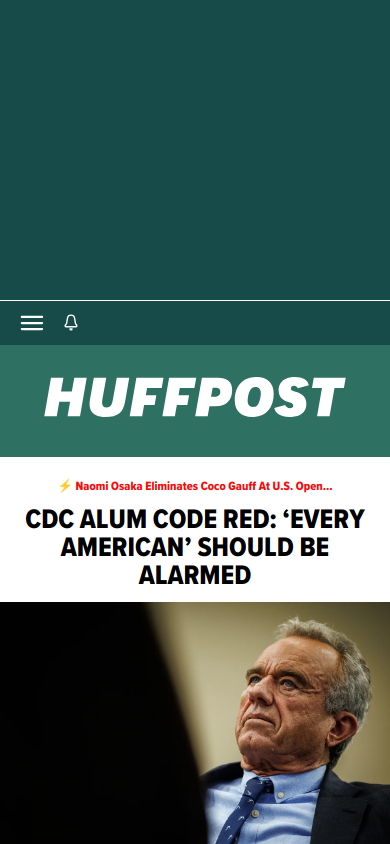 HUFFPOST
⚡ Naomi Osaka Eliminates Coco Gauff At U.S. Open...
CDC ALUM CODE RED: ‘EVERY
AMERICAN’ SHOULD BE
ALARMED